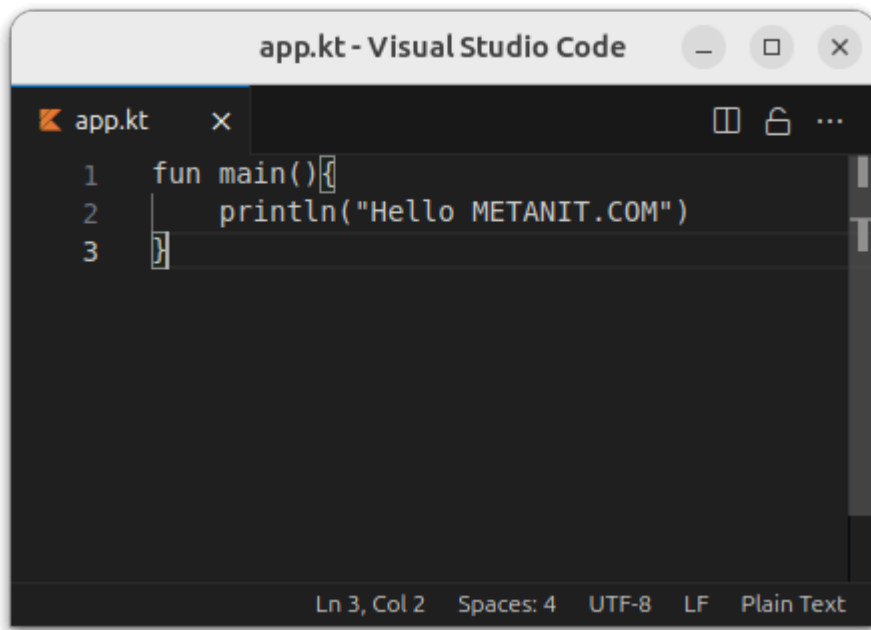 app.kt - Visual Studio Code
app.kt
1 fun main(){
2     println("Hello METANIT.COM")
3 }
Ln 3, Col 2 Spaces: 4 UTF-8 LF Plain Text